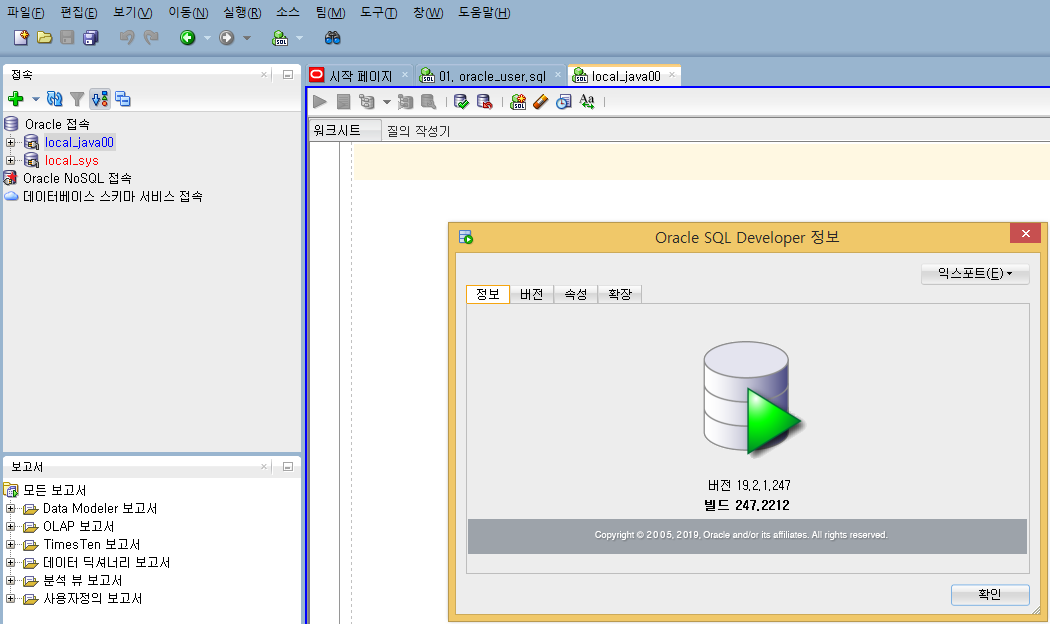 파일(F) 편집(E) 보기(V) 이동(N) 실행(R) 소스 팀(M) 도구(T) 창(W) 도움말(H)
접속
시작 페이지
01. oracle_user.sql
local_java00
Oracle 접속
local_java00
local_sys
Oracle NoSQL 접속
데이터베이스 스키마 서비스 접속
워크시트 질의 작성기
Oracle SQL Developer 정보
익스포트(E)
정보 버전 속성 확장
버전 19.2.1.247
빌드 247.2212
Copyright © 2005, 2019, Oracle and/or its affiliates. All rights reserved.
확인
보고서
모든 보고서
Data Modeler 보고서
OLAP 보고서
TimesTen 보고서
데이터 딕셔너리 보고서
분석 뷰 보고서
사용자정의 보고서